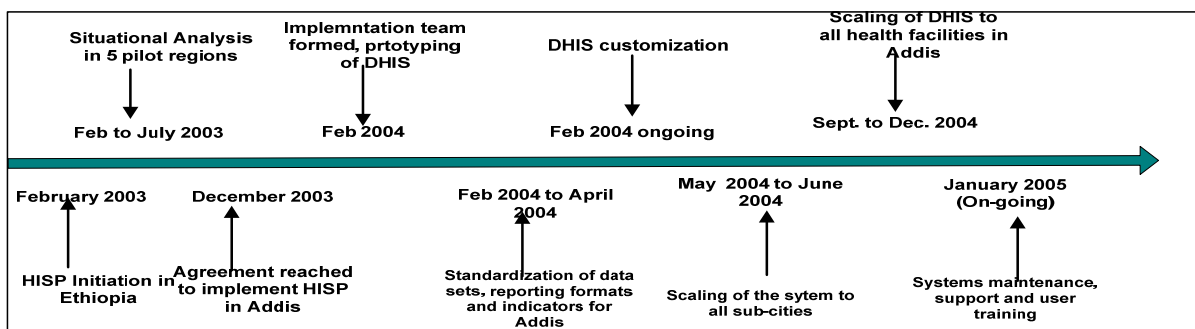 Situational Analysis
in 5 pilot regions
Feb to July 2003
Implemntation team
formed, prtotyping
of DHIS
Feb 2004
DHIS customization
Feb 2004 ongoing
Scaling of DHIS to
all health facilities in
Addis
Sept. to Dec. 2004
February 2003
HISP Initiation in
Ethiopia
December 2003
Agreement reached
to implement HISP
in Addis
Feb 2004 to April
2004
Standardization of data
sets, reporting formats
and indicators for
Addis
May 2004 to June
2004
Scaling of the sytem to
all sub-cities
January 2005
(On-going)
Systems maintenance,
support and user
training